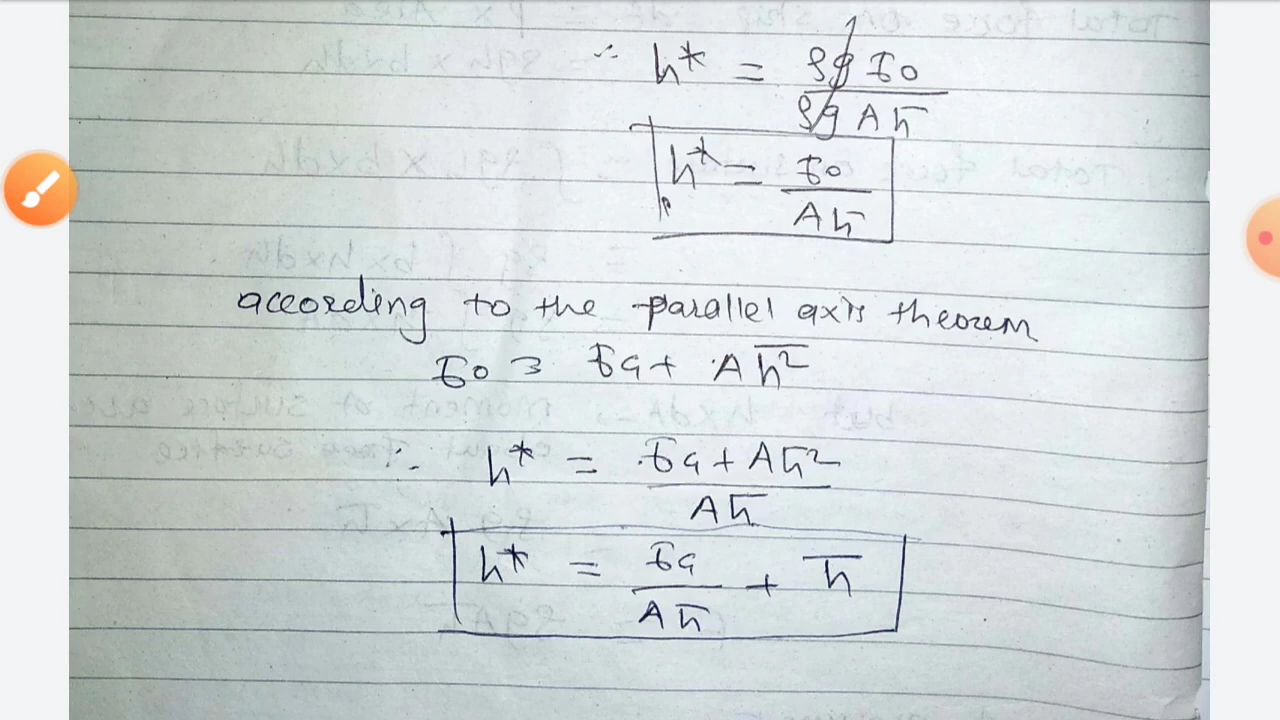 ∴ h* = ρg I₀ / ρg A h̄
h* = I₀ / A h̄
according to the parallel axis theorem
I₀ = IG + A h̄²
∴ h* = IG + A h̄² / A h̄
h* = IG / A h̄ + h̄